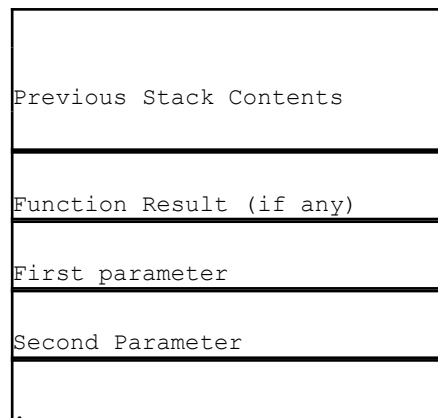 Previous Stack Contents
Function Result (if any)
First parameter
Second Parameter
.